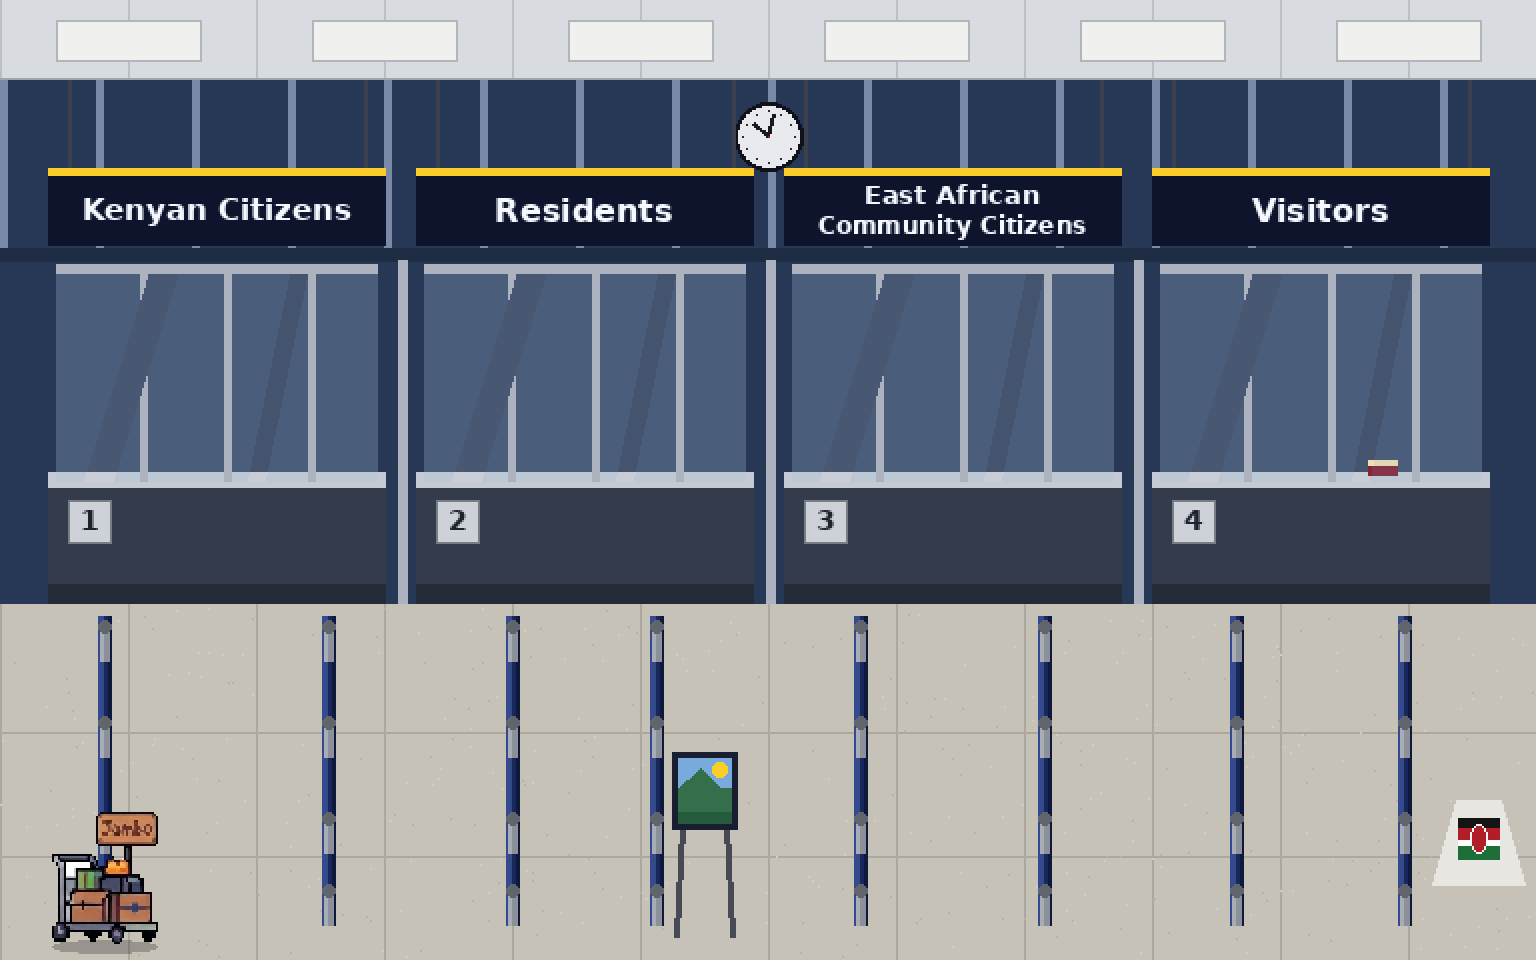 Kenyan Citizens
Residents
East African
Community Citizens
Visitors
1
2
3
4
Jambo